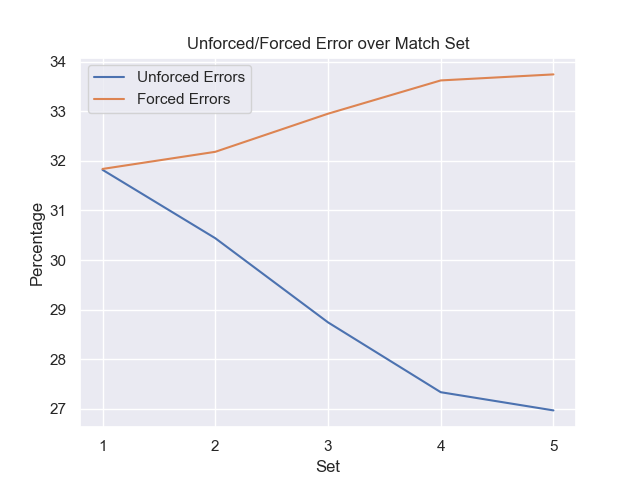 Unforced/Forced Error over Match Set
Unforced Errors
Forced Errors
34
33
32
31
30
29
28
27
Percentage
1 2 3 4 5
Set